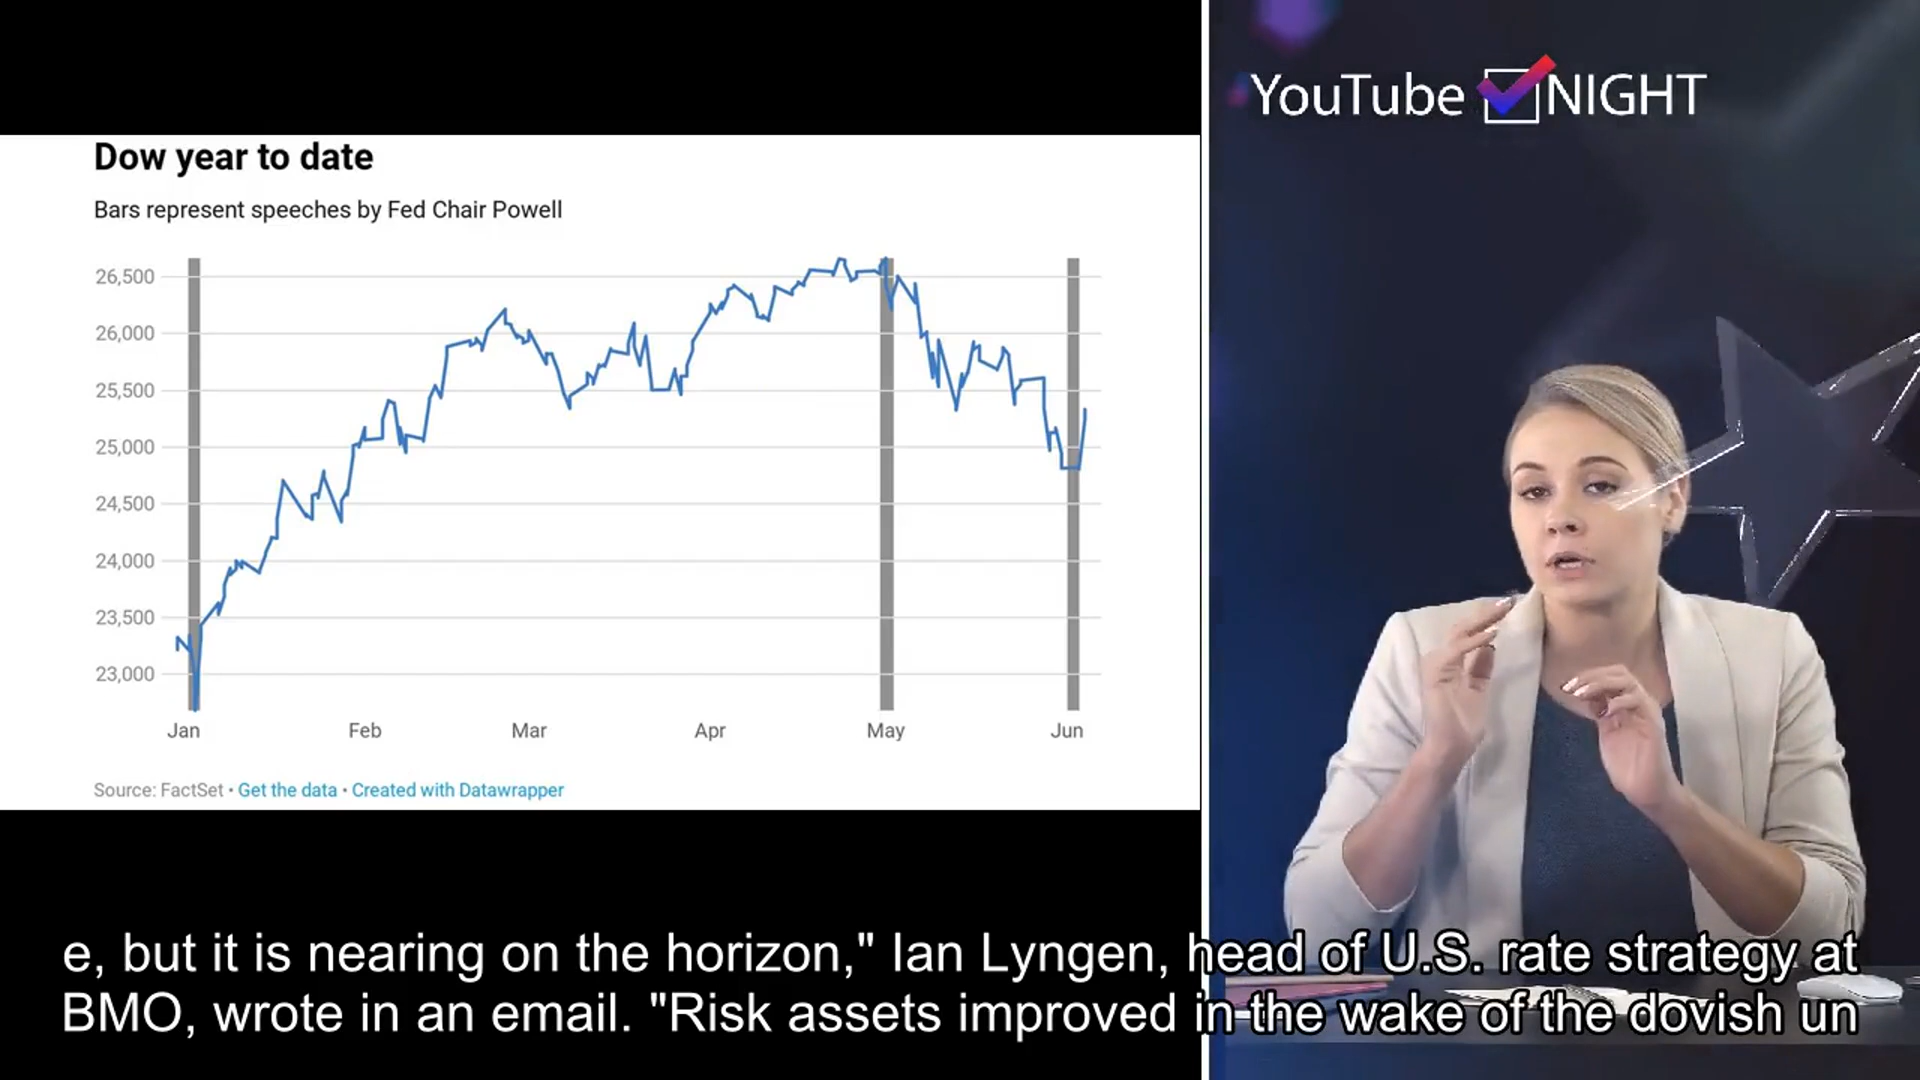 YouTube NIGHT
Dow year to date
Bars represent speeches by Fed Chair Powell
26,500
26,000
25,500
25,000
24,500
24,000
23,500
23,000
Jan Feb Mar Apr May Jun
Source: FactSet • Get the data • Created with Datawrapper
e, but it is nearing on the horizon," Ian Lyngen, head of U.S. rate strategy at
BMO, wrote in an email. "Risk assets improved in the wake of the dovish un